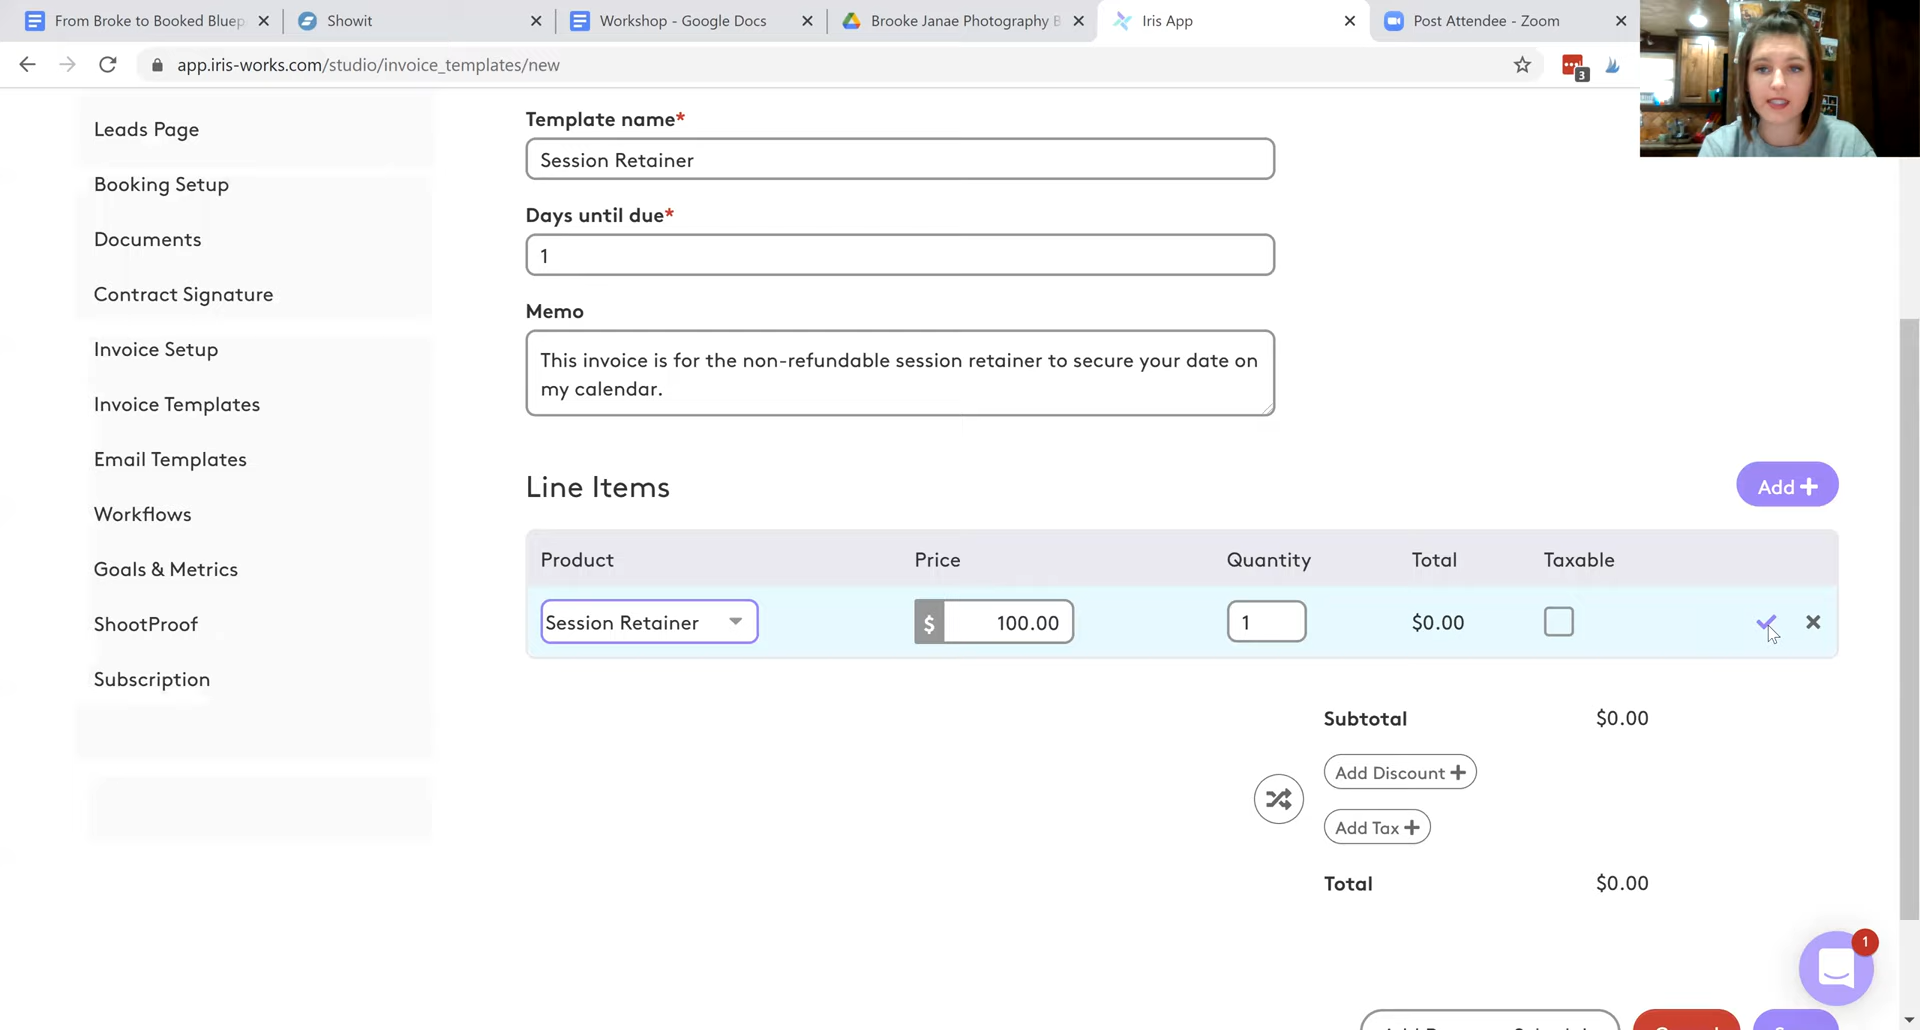 From Broke to Booked Bluep
Showit
Workshop - Google Docs
Brooke Janae Photography B
Iris App
Post Attendee - Zoom
app.iris-works.com/studio/invoice_templates/new
3
Leads Page
Booking Setup
Documents
Contract Signature
Invoice Setup
Invoice Templates
Email Templates
Workflows
Goals & Metrics
ShootProof
Subscription
Template name*
Session Retainer
Days until due*
1
Memo
This invoice is for the non-refundable session retainer to secure your date on
my calendar.
Line Items
Add +
Product Price Quantity Total Taxable
Session Retainer $ 100.00 1 $0.00
Subtotal $0.00
Add Discount +
Add Tax +
Total $0.00
1